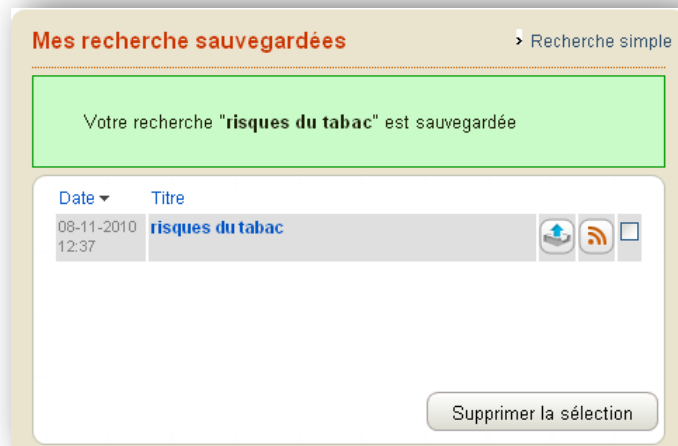 Mes recherche sauvegardées
Recherche simple
Votre recherche "risques du tabac" est sauvegardée
Date Titre
08-11-2010 risques du tabac
12:37
Supprimer la sélection